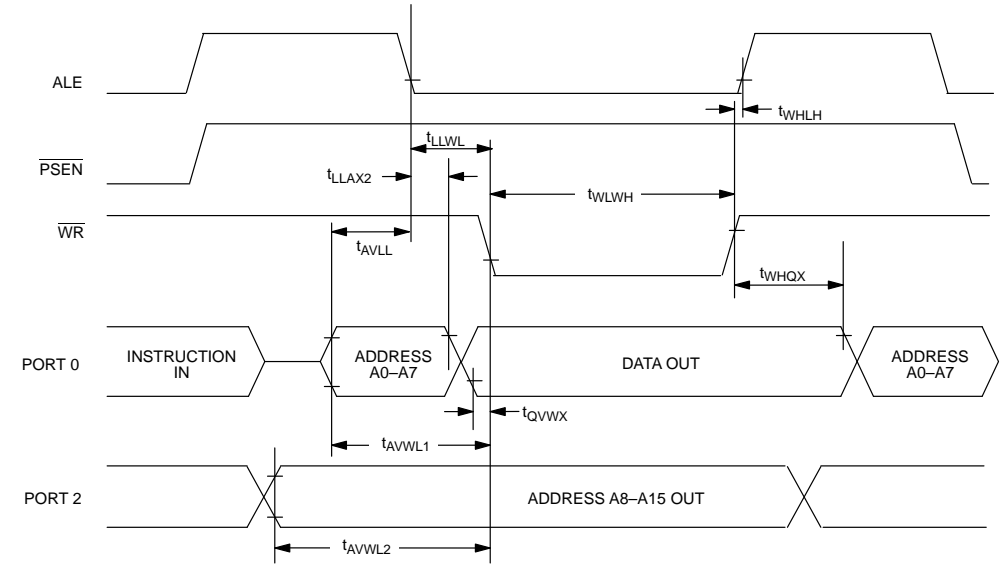 ALE
tWHLH
tLLWL
PSEN
tLLAX2
tWLWH
WR
tAVLL
tWHQX
PORT 0
INSTRUCTION
IN
ADDRESS
A0–A7
DATA OUT
ADDRESS
A0–A7
tQVWX
tAVWL1
PORT 2
ADDRESS A8–A15 OUT
tAVWL2